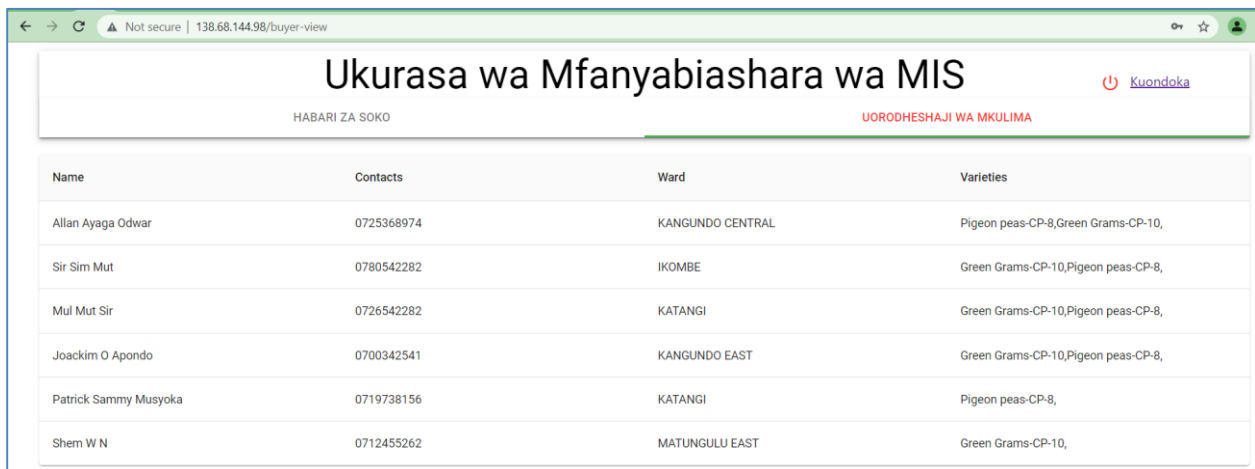 Not secure | 138.68.144.98/buyer-view
Ukurasa wa Mfanyabiashara wa MIS
Kuondoka
HABARI ZA SOKO UORODHESHAJI WA MKULIMA
Name Contacts Ward Varieties
Allan Ayaga Odwar 0725368974 KANGUNDO CENTRAL Pigeon peas-CP-8,Green Grams-CP-10,
Sir Sim Mut 0780542282 IKOMBE Green Grams-CP-10,Pigeon peas-CP-8,
Mul Mut Sir 0726542282 KATANGI Green Grams-CP-10,Pigeon peas-CP-8,
Joackim O Apondo 0700342541 KANGUNDO EAST Green Grams-CP-10,Pigeon peas-CP-8,
Patrick Sammy Musyoka 0719738156 KATANGI Pigeon peas-CP-8,
Shem W N 0712455262 MATUNGULU EAST Green Grams-CP-10,